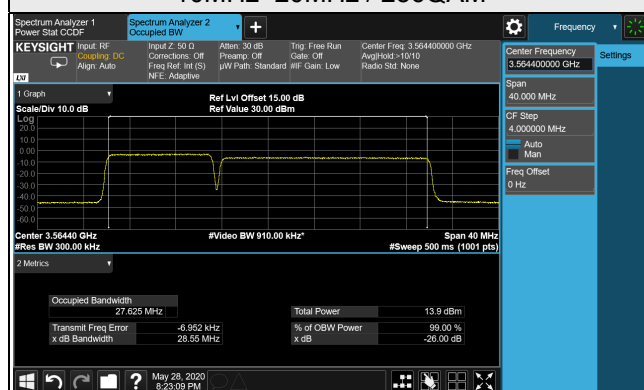 Spectrum Analyzer 1
Power Stat CCDF
Spectrum Analyzer 2
Occupied BW
+
Frequency
KEYSIGHT
LXI
Input: RF
Coupling: DC
Align: Auto
Input Z: 50 Ω
Corrections: Off
Freq Ref: Int (S)
NFE: Adaptive
Atten: 30 dB
Preamp: Off
µW Path: Standard
Trig: Free Run
Gate: Off
#IF Gain: Low
Center Freq: 3.564400000 GHz
Avg|Hold:>10/10
Radio Std: None
Center Frequency
3.564400000 GHz
Settings
Span
40.000 MHz
CF Step
4.000000 MHz
Auto
Man
Freq Offset
0 Hz
1 Graph
Scale/Div 10.0 dB
Ref Lvl Offset 15.00 dB
Ref Value 30.00 dBm
Log
20.0
10.0
0.00
-10.0
-20.0
-30.0
-40.0
-50.0
-60.0
Center 3.56440 GHz
#Res BW 300.00 kHz
#Video BW 910.00 kHz*
Span 40 MHz
#Sweep 500 ms (1001 pts)
2 Metrics
Occupied Bandwidth
27.625 MHz
Total Power 13.9 dBm
Transmit Freq Error -6.952 kHz
% of OBW Power 99.00 %
x dB Bandwidth 28.55 MHz
x dB -26.00 dB
?
May 28, 2020
8:23:09 PM